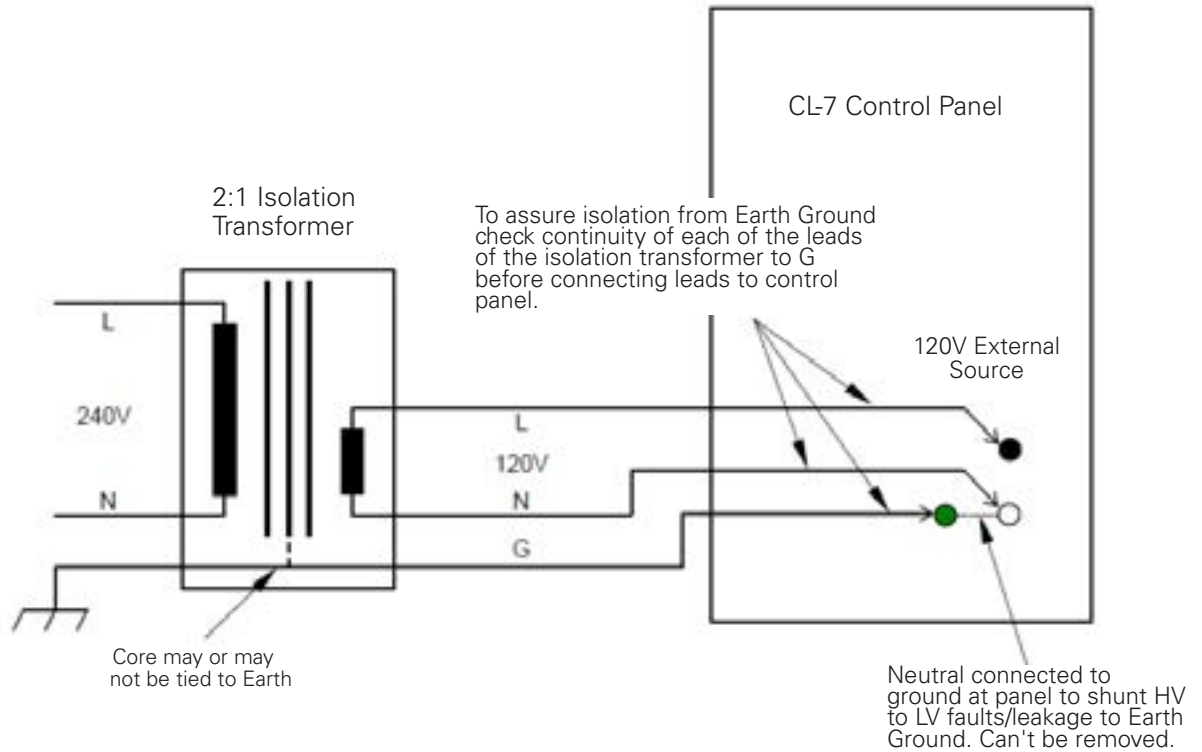 CL-7 Control Panel
2:1 Isolation
Transformer
To assure isolation from Earth Ground
check continuity of each of the leads
of the isolation transformer to G
before connecting leads to control
panel.
L
240V
N
120V External
Source
L
120V
N
G
Core may or may
not be tied to Earth
Neutral connected to
ground at panel to shunt HV
to LV faults/leakage to Earth
Ground. Can't be removed.